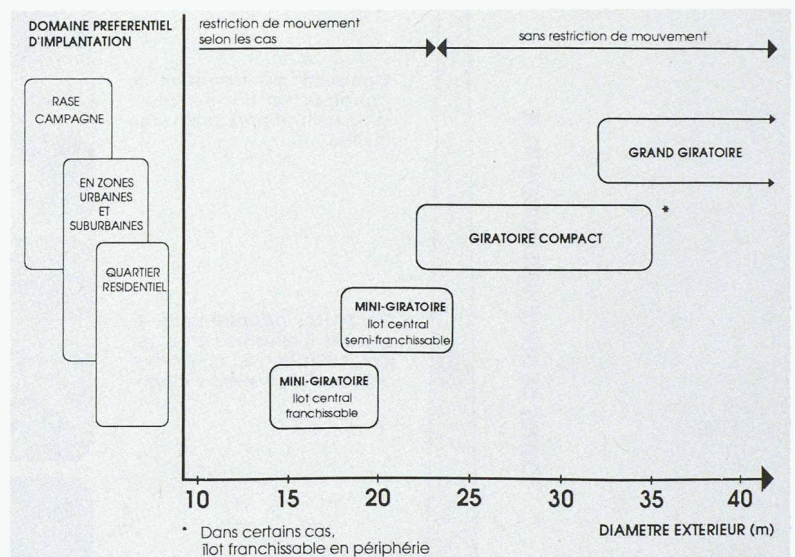 DOMAINE PREFERENTIEL
D'IMPLANTATION
restriction de mouvement
selon les cas
sans restriction de mouvement
RASE
CAMPAGNE
EN ZONES
URBAINES
ET
SUBURBAINES
QUARTIER
RESIDENTIEL
GRAND GIRATOIRE
*
GIRATOIRE COMPACT
MINI-GIRATOIRE
Ilot central
semi-franchissable
MINI-GIRATOIRE
Ilot central
franchissable
10 15 20 25 30 35 40
DIAMETRE EXTERIEUR (m)
* Dans certains cas,
îlot franchissable en périphérie